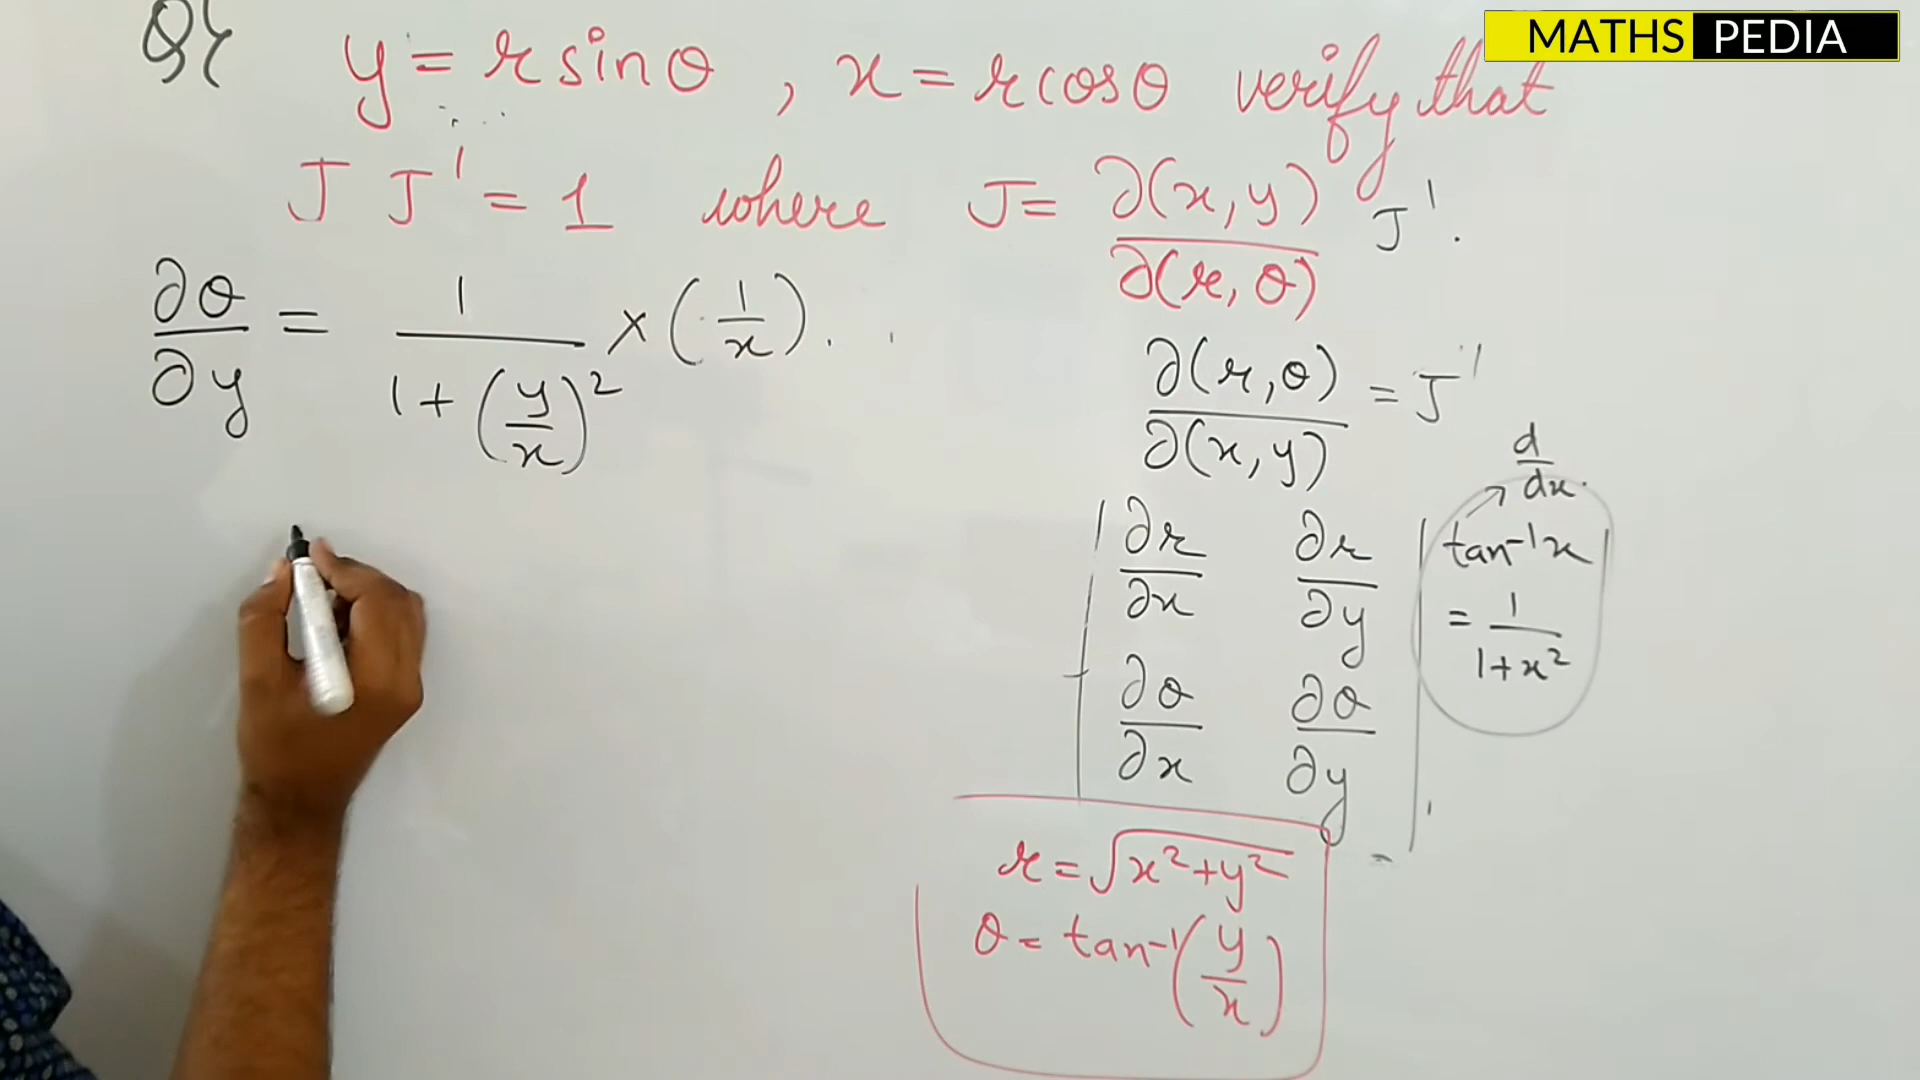 MATHS PEDIA
Q y = r sin θ , x = r cos θ verify that
J J' = 1 where J = ∂(x, y) / ∂(r, θ) J' .
∂θ/∂y = 1 / (1 + (y/x)²) × (1/x) .
∂(r, θ) / ∂(x, y) = J'
d/dx .
| ∂r/∂x ∂r/∂y |
| ∂θ/∂x ∂θ/∂y |
tan⁻¹x
= 1 / (1 + x²)
=
r = √(x² + y²)
θ = tan⁻¹(y/x)